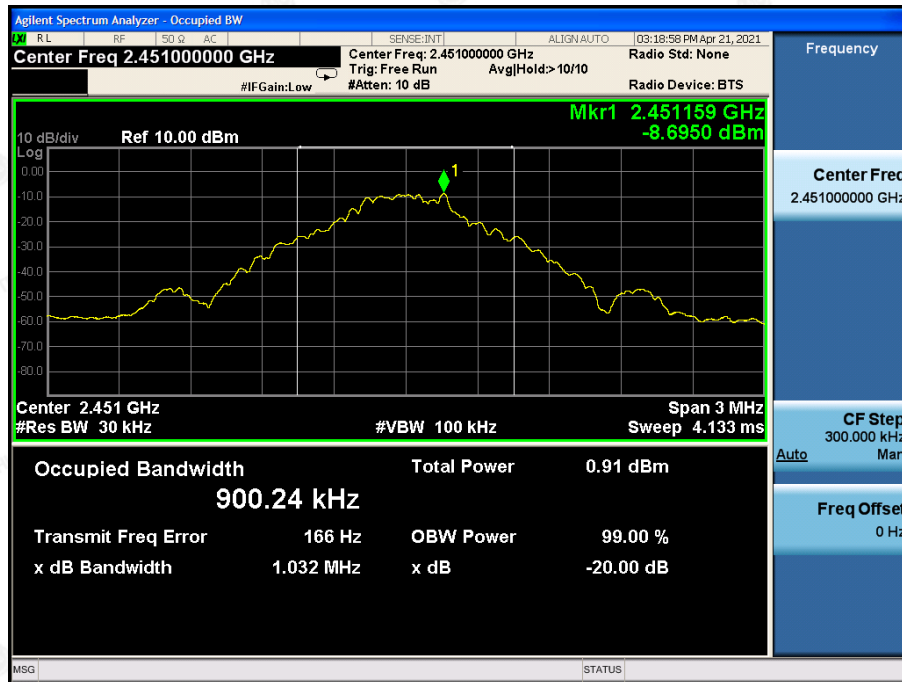 Agilent Spectrum Analyzer - Occupied BW
LXI RL RF 50 Ω AC SENSE:INT ALIGN AUTO 03:18:58 PM Apr 21, 2021
Center Freq 2.451000000 GHz
Center Freq: 2.451000000 GHz
Radio Std: None
Trig: Free Run Avg|Hold:>10/10
#IFGain:Low #Atten: 10 dB Radio Device: BTS
Mkr1 2.451159 GHz
-8.6950 dBm
10 dB/div Ref 10.00 dBm
Log
1
0.00
-10.0
-20.0
-30.0
-40.0
-50.0
-60.0
-70.0
-80.0
Center 2.451 GHz Span 3 MHz
#Res BW 30 kHz #VBW 100 kHz Sweep 4.133 ms
Occupied Bandwidth Total Power 0.91 dBm
900.24 kHz
Transmit Freq Error 166 Hz OBW Power 99.00 %
x dB Bandwidth 1.032 MHz x dB -20.00 dB
MSG STATUS
Frequency
Center Freq
2.451000000 GHz
CF Step
300.000 kHz
Auto Man
Freq Offset
0 Hz